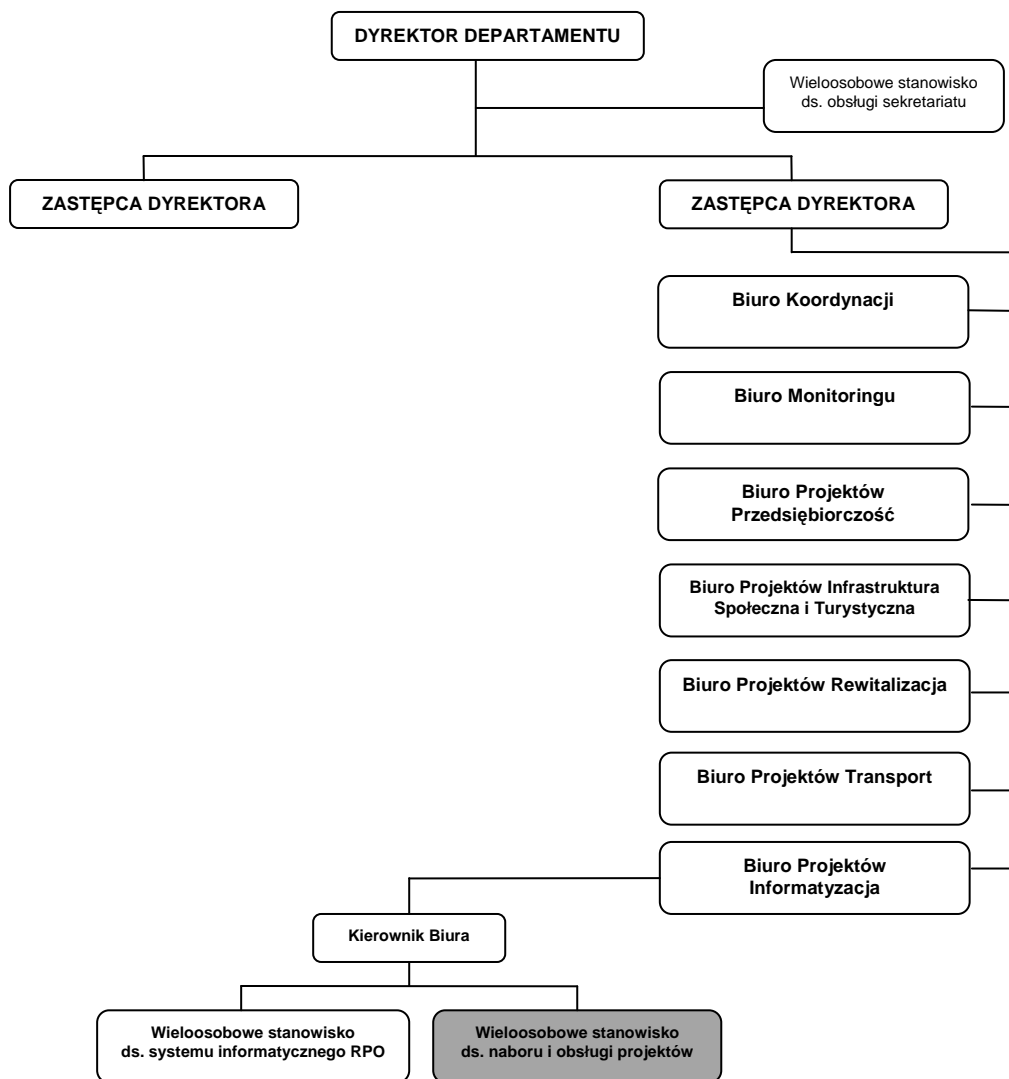 DYREKTOR DEPARTAMENTU
Wieloosobowe stanowisko
ds. obsługi sekretariatu
ZASTĘPCA DYREKTORA
ZASTĘPCA DYREKTORA
Biuro Koordynacji
Biuro Monitoringu
Biuro Projektów
Przedsiębiorczość
Biuro Projektów Infrastruktura
Społeczna i Turystyczna
Biuro Projektów Rewitalizacja
Biuro Projektów Transport
Biuro Projektów
Informatyzacja
Kierownik Biura
Wieloosobowe stanowisko
ds. systemu informatycznego RPO
Wieloosobowe stanowisko
ds. naboru i obsługi projektów